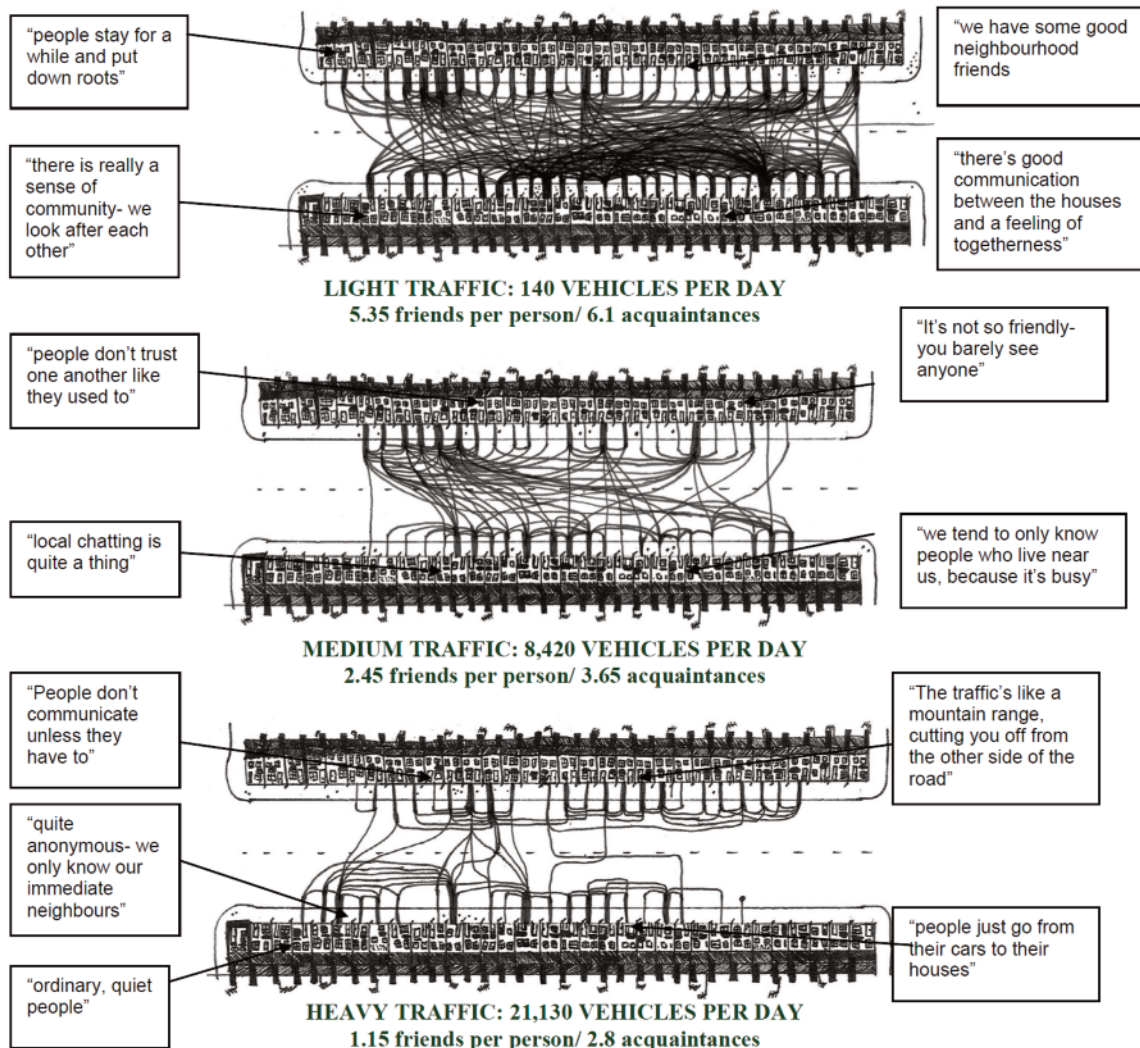 “people stay for a
while and put
down roots”
“we have some good
neighbourhood
friends
“there is really a
sense of
community- we
look after each
other”
“there’s good
communication
between the houses
and a feeling of
togetherness”
LIGHT TRAFFIC: 140 VEHICLES PER DAY
5.35 friends per person/ 6.1 acquaintances
“people don’t trust
one another like
they used to”
“It’s not so friendly-
you barely see
anyone”
“local chatting is
quite a thing”
“we tend to only know
people who live near
us, because it’s busy”
MEDIUM TRAFFIC: 8,420 VEHICLES PER DAY
2.45 friends per person/ 3.65 acquaintances
“People don’t
communicate
unless they
have to”
“The traffic’s like a
mountain range,
cutting you off from
the other side of the
road”
“quite
anonymous- we
only know our
immediate
neighbours”
“ordinary, quiet
people”
“people just go from
their cars to their
houses”
HEAVY TRAFFIC: 21,130 VEHICLES PER DAY
1.15 friends per person/ 2.8 acquaintances